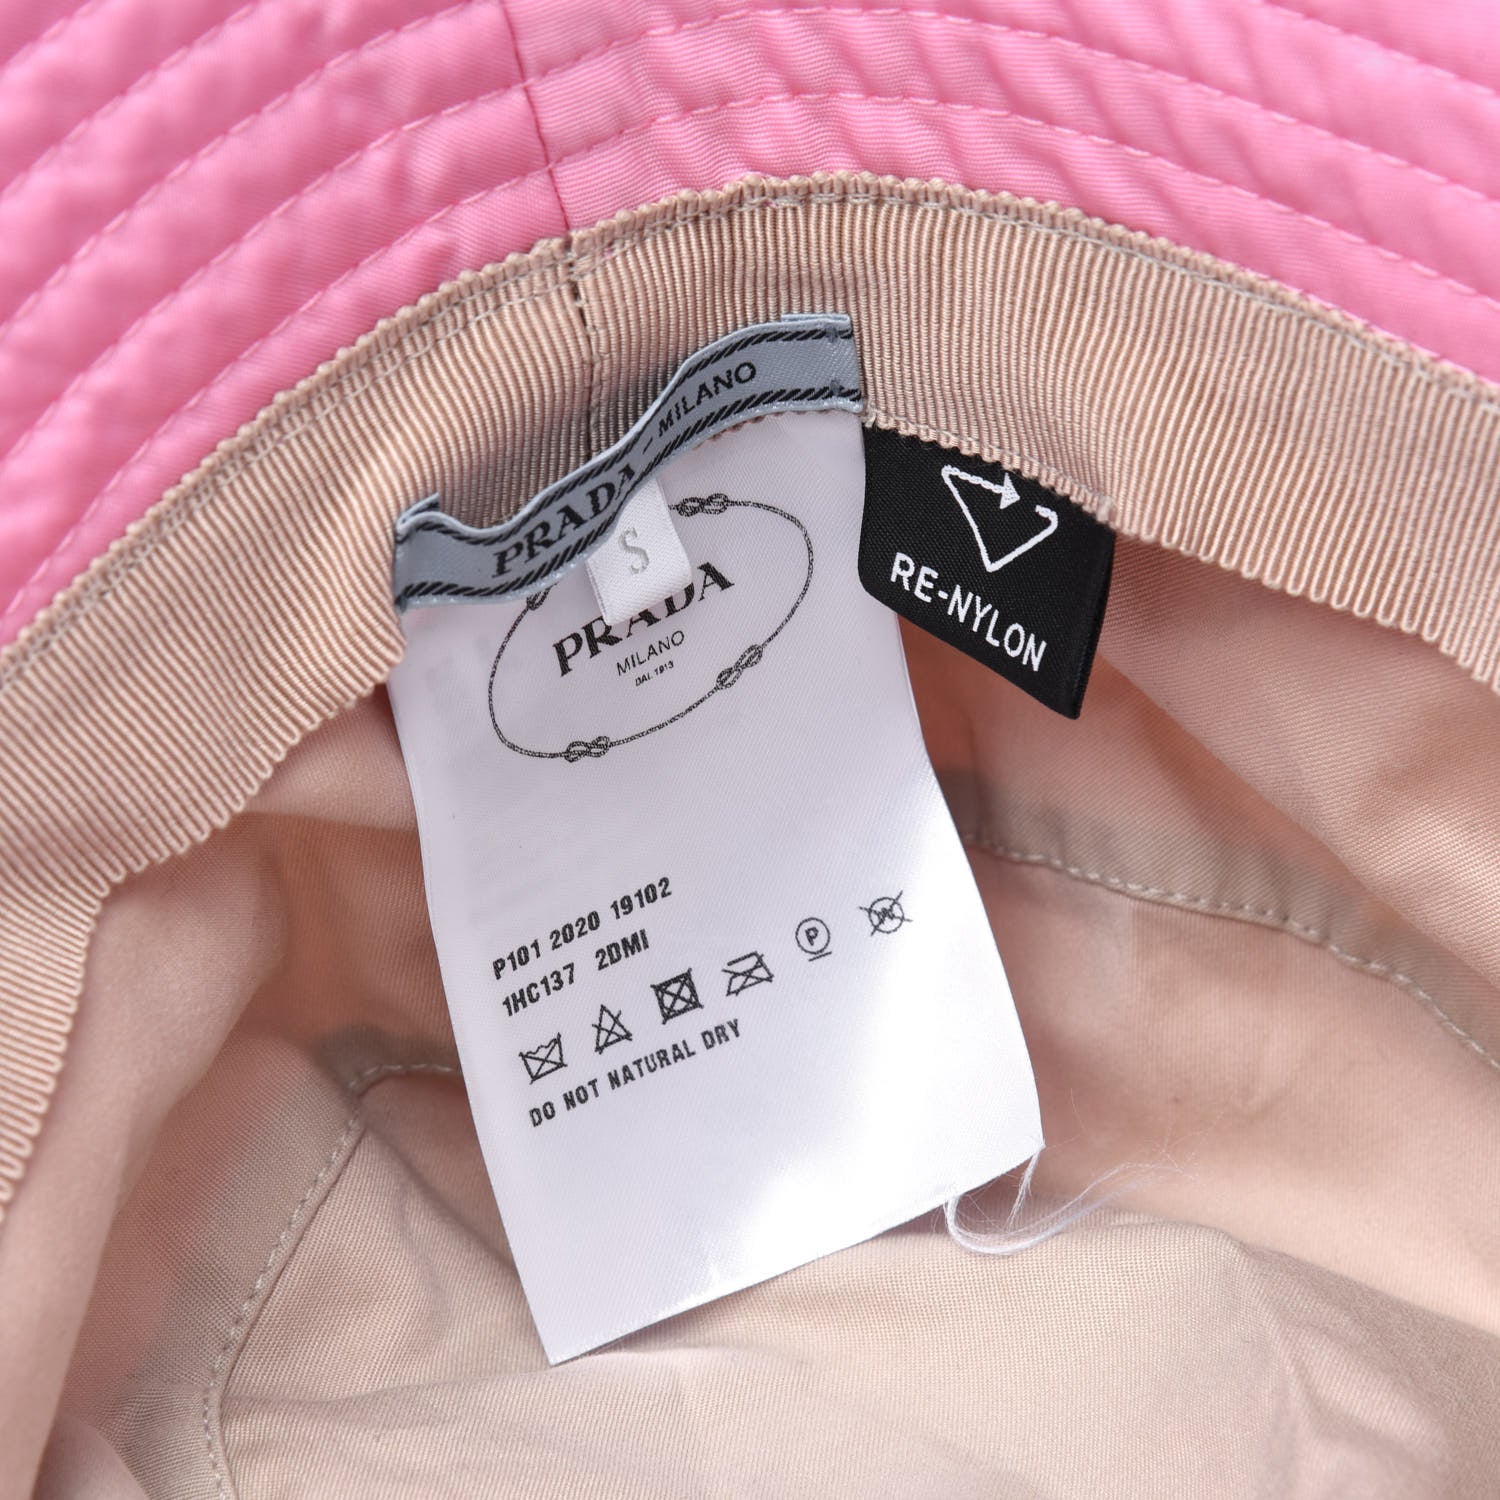 PRADA - MILANO
S
PRADA
MILANO
DAL 1913
RE-NYLON
P101 2020 19102
1HC137 2DMI
P
DO NOT NATURAL DRY